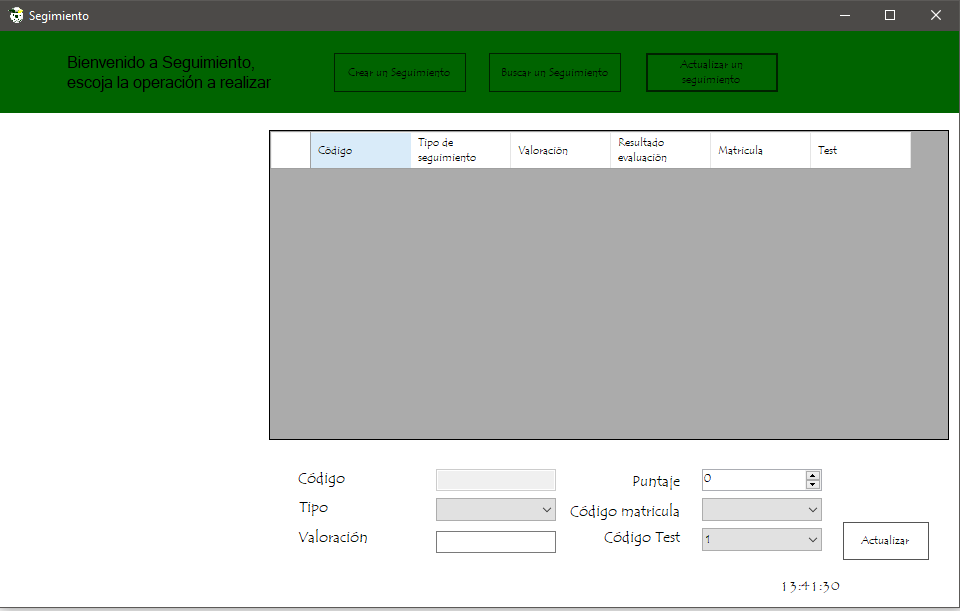 Segimiento
Bienvenido a Seguimiento,
escoja la operación a realizar
Crear un Seguimiento
Buscar un Seguimiento
Actualizar un
seguimiento
Código
Tipo de
seguimiento
Valoración
Resultado
evaluación
Matricula
Test
Código
Puntaje
0
Tipo
Código matricula
Valoración
Código Test
1
Actualizar
13:41:30